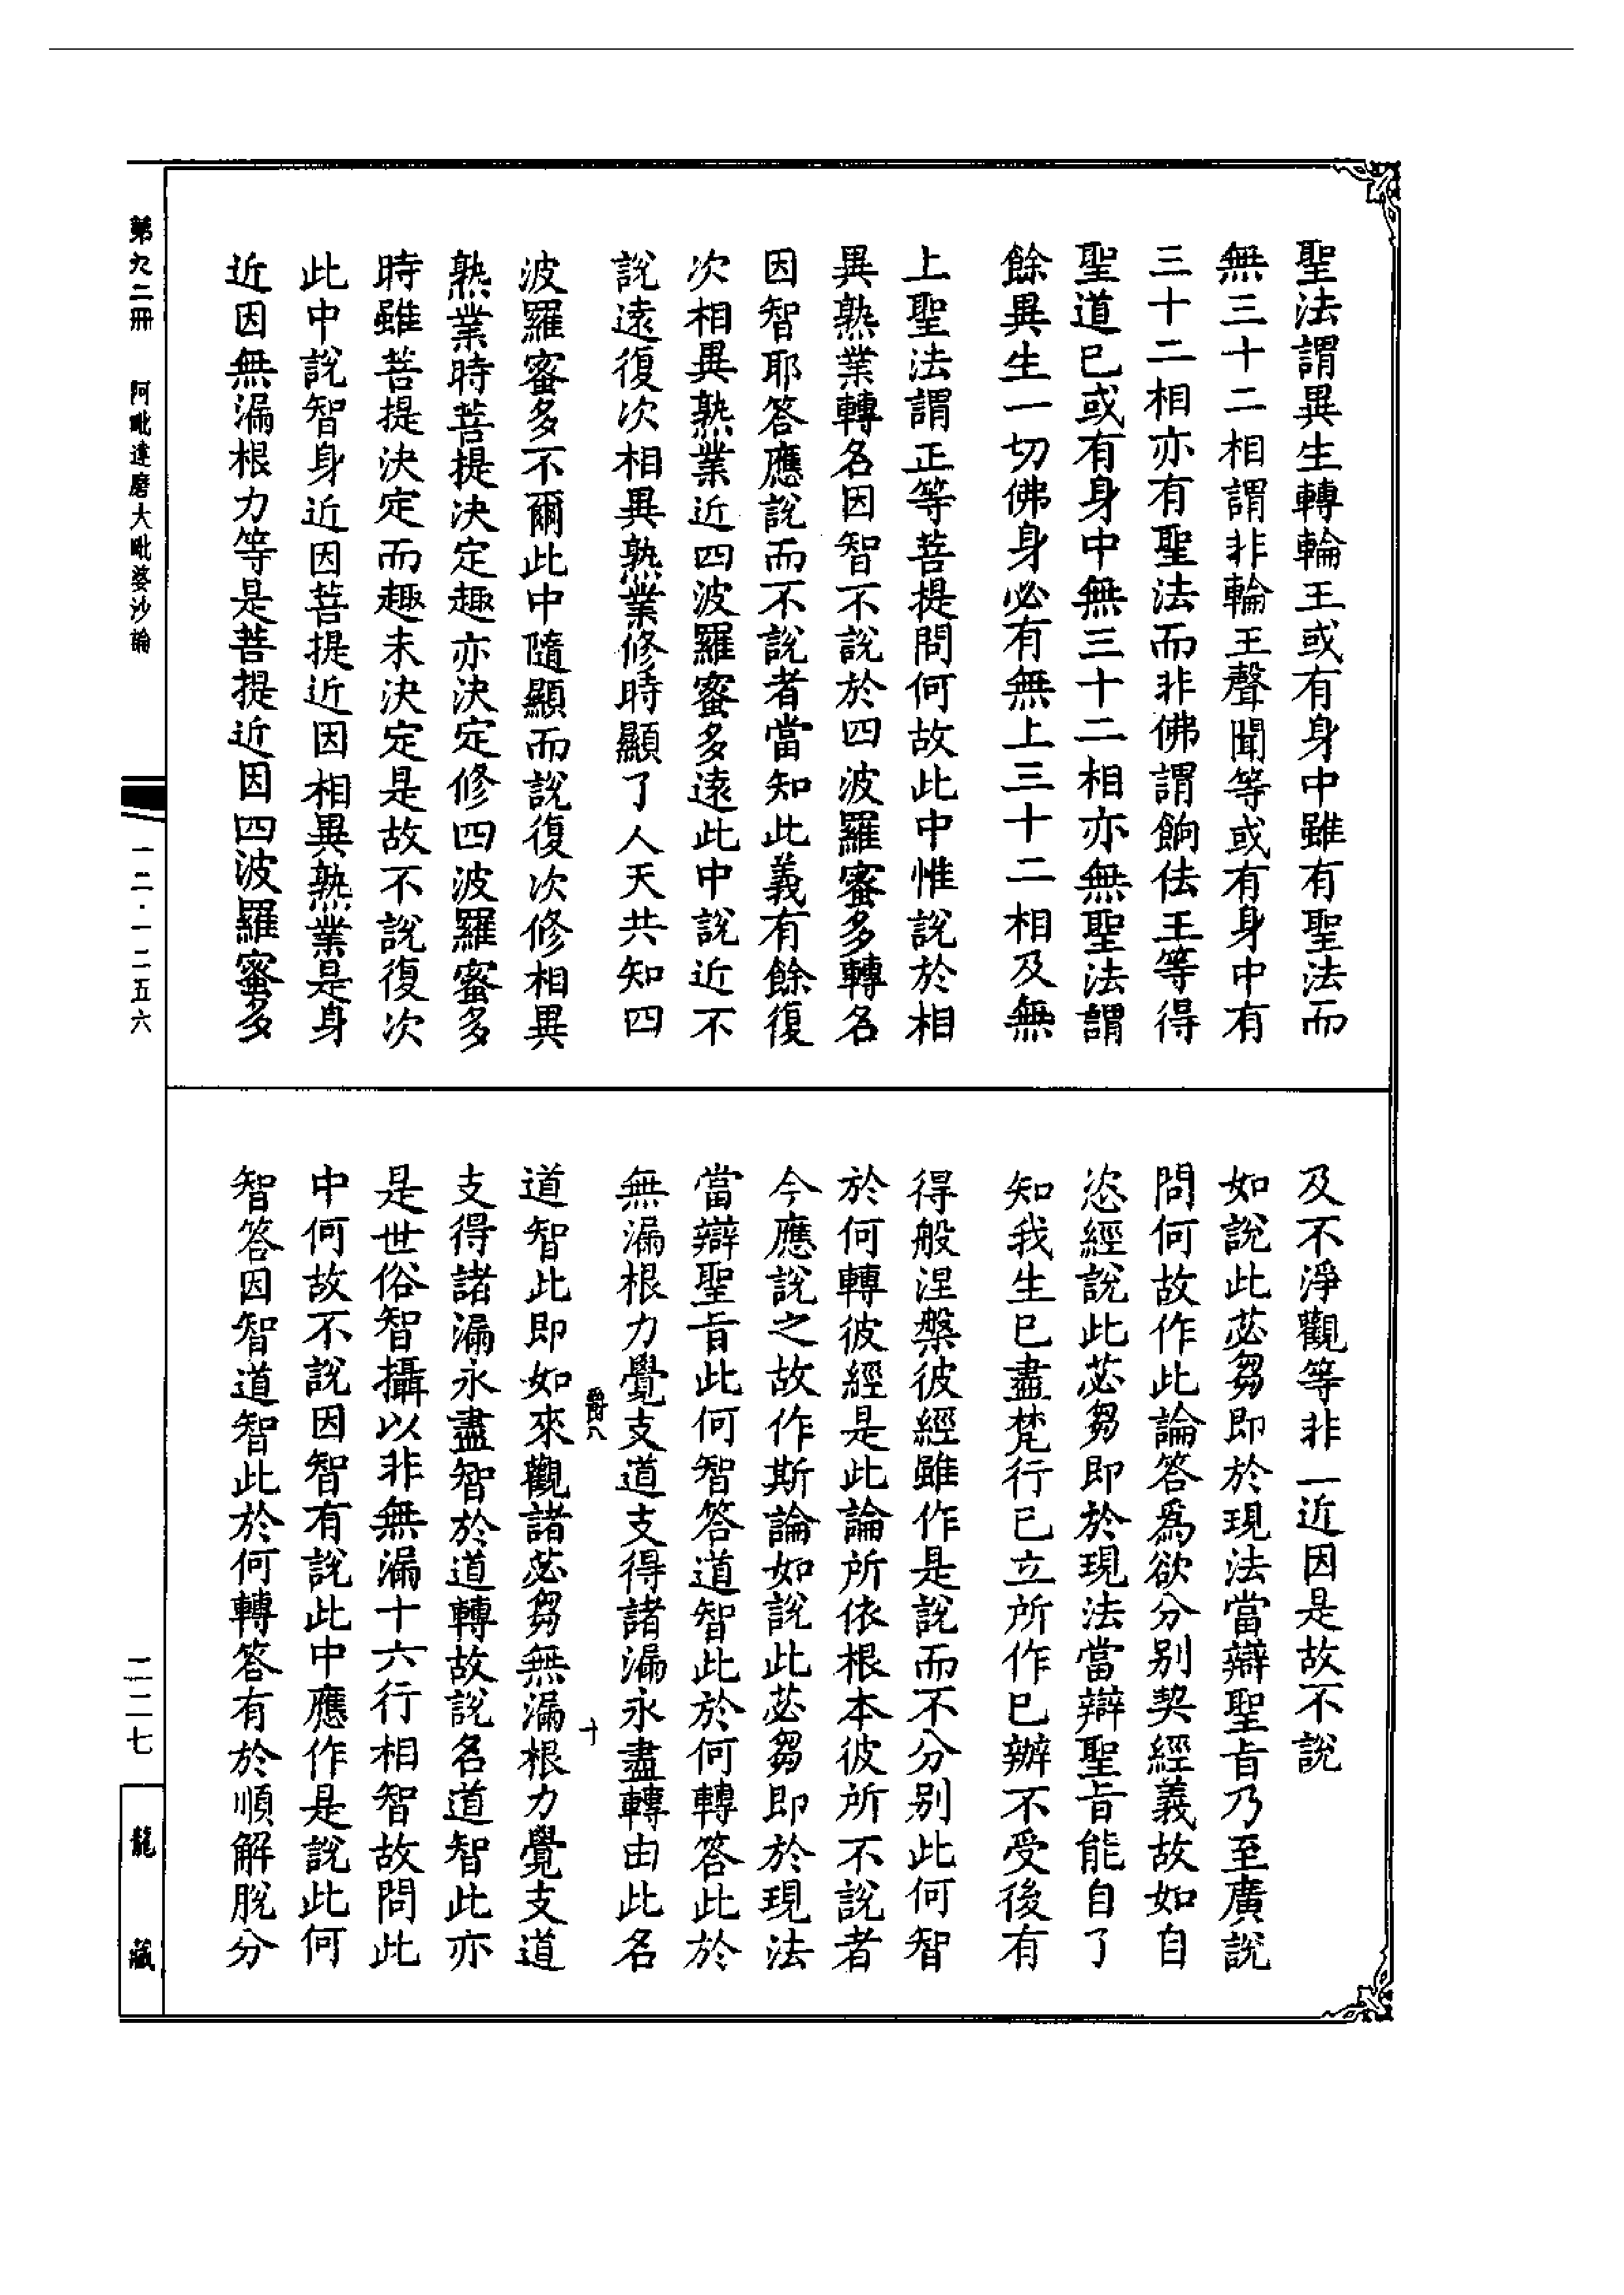 聖法謂異生轉輪王或有身中雖有聖法而
無三十二相謂非輪王聲聞等或有身中有
三十二相亦有聖法而非佛謂餉佉王等得
聖道已或有身中無三十二相亦無聖法謂
餘異生一切佛身必有無上三十二相及無
上聖法謂正等菩提問何故此中惟說於相
異熟業轉名因智不說於四波羅蜜多轉名
因智耶答應說而不說者當知此義有餘復
次相異熟業近四波羅蜜多遠此中說近不
說遠復次相異熟業修時顯了人天共知四
波羅蜜多不爾此中隨顯而說復次修相異
熟業時菩提決定趣亦決定修四波羅蜜多
時雖菩提決定而趣未決定是故不說復次
此中說智身近因菩提近因相異熟業是身
近因無漏根力等是菩提近因四波羅蜜多
及不淨觀等非一近因是故不說
如說此苾芻即於現法當辯聖旨乃至廣說
問何故作此論答為欲分別契經義故如自
恣經說此苾芻即於現法當辯聖旨能自了
知我生已盡梵行已立所作已辦不受後有
得般涅槃彼經雖作是說而不分別此何智
於何轉彼經是此論所依根本彼所不說者
今應說之故作斯論如說此苾芻即於現法
當辯聖旨此何智答道智此於何轉答此於
無漏根力覺支道支得諸漏永盡轉由此名
爵八
十
道智此即如來觀諸苾芻無漏根力覺支道
支得諸漏永盡智於道轉故說名道智此亦
是世俗智攝以非無漏十六行相智故問此
中何故不說因智有說此中應作是說此何
智答因智道智此於何轉答有於順解脫分
第九二冊
阿毗達磨大毗婆沙論
一二·一二五六
二二七
龍藏